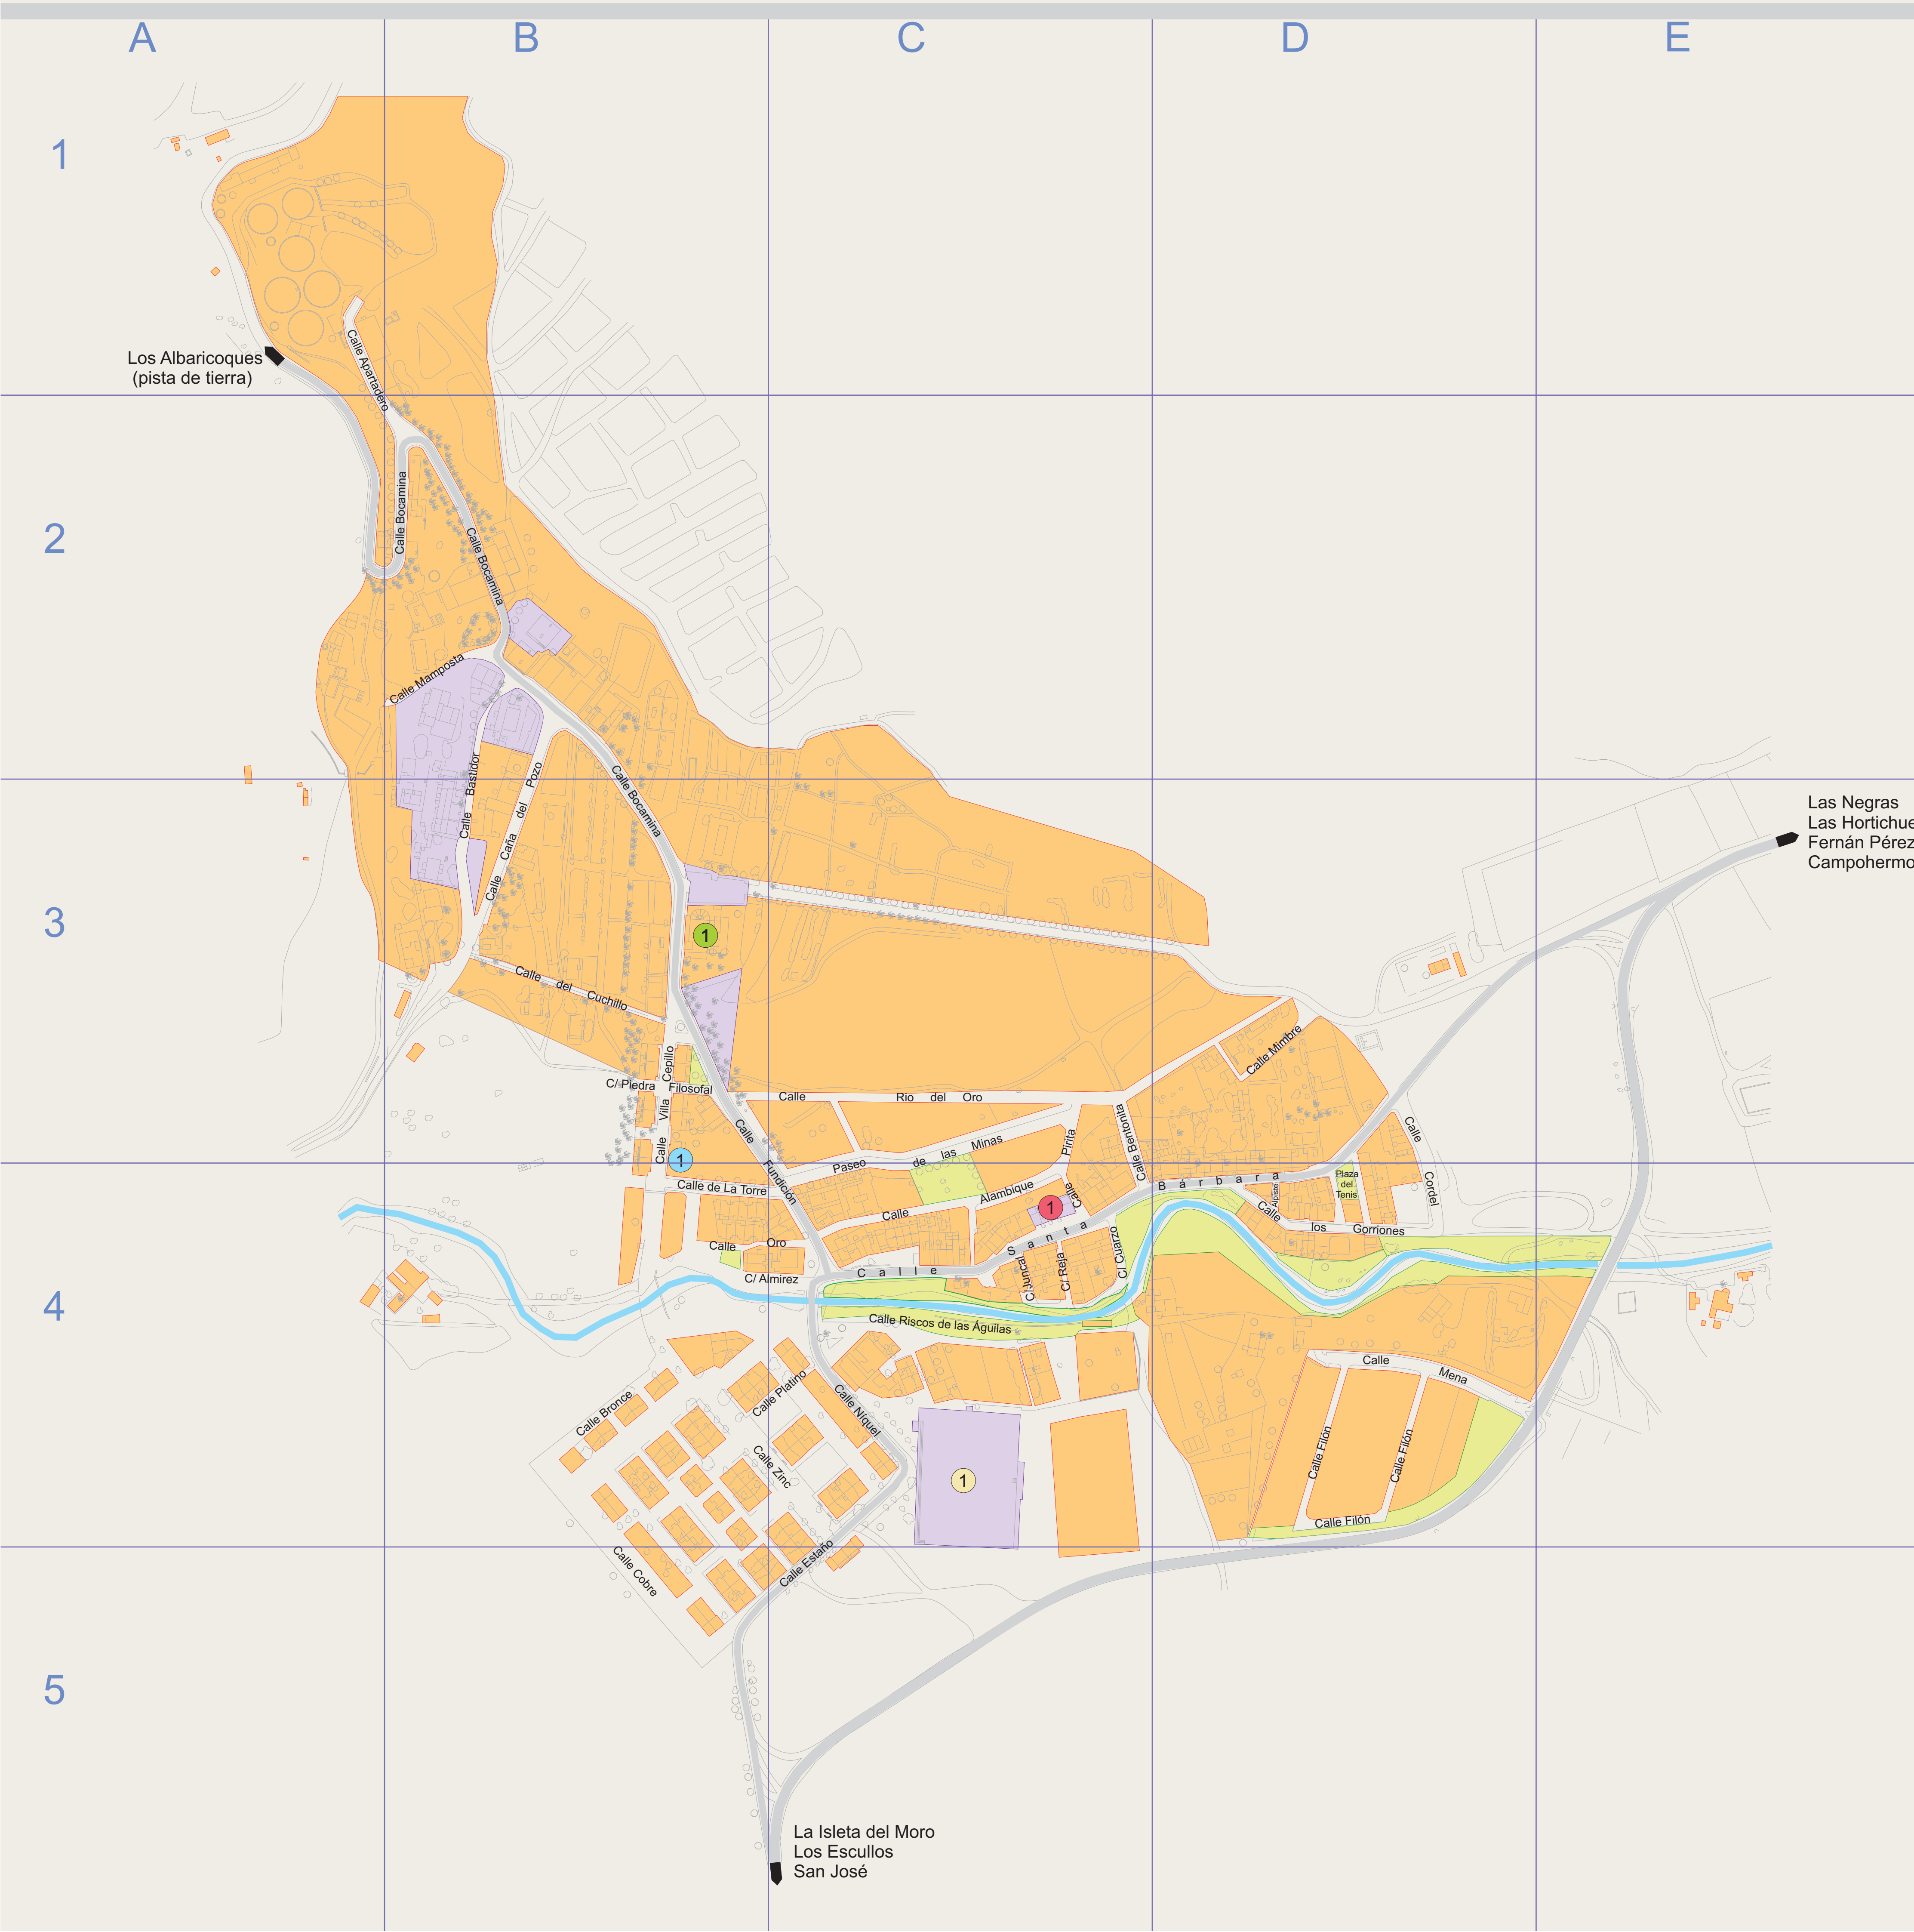 A B C D E
1
2
3
4
5
Los Albaricoques
(pista de tierra)
Calle Apartadero
Calle Bocamina
Calle Bocamina
Calle Mamposta
Calle Bastidor
Calle Caña del Pozo
Calle Bocamina
Las Negras
Las Hortichue
Fernán Pérez
Campohermo
1
Calle del Cuchillo
Calle Villa Cepillo
C/ Piedra Filosofal
Calle Mimbre
Calle Rio del Oro
Calle Fundición
Paseo de las Minas
Calle Pirita
Calle Bentonita
Calle Cordel
1
Calle de La Torre
Calle Alambique
1
Calle Santa Bárbara
Alpiste
Plaza
del
Tenis
Calle los Gorriones
Calle Oro
C/ Almirez
C/Juncal
C/ Reja
C/ Cuarzo
Calle Riscos de las Águilas
Calle Mena
Calle Bronce
Calle Platino
Calle Níquel
Calle Zinc
1
Calle Filón
Calle Filón
Calle Filón
Calle Estaño
Calle Cobre
La Isleta del Moro
Los Escullos
San José